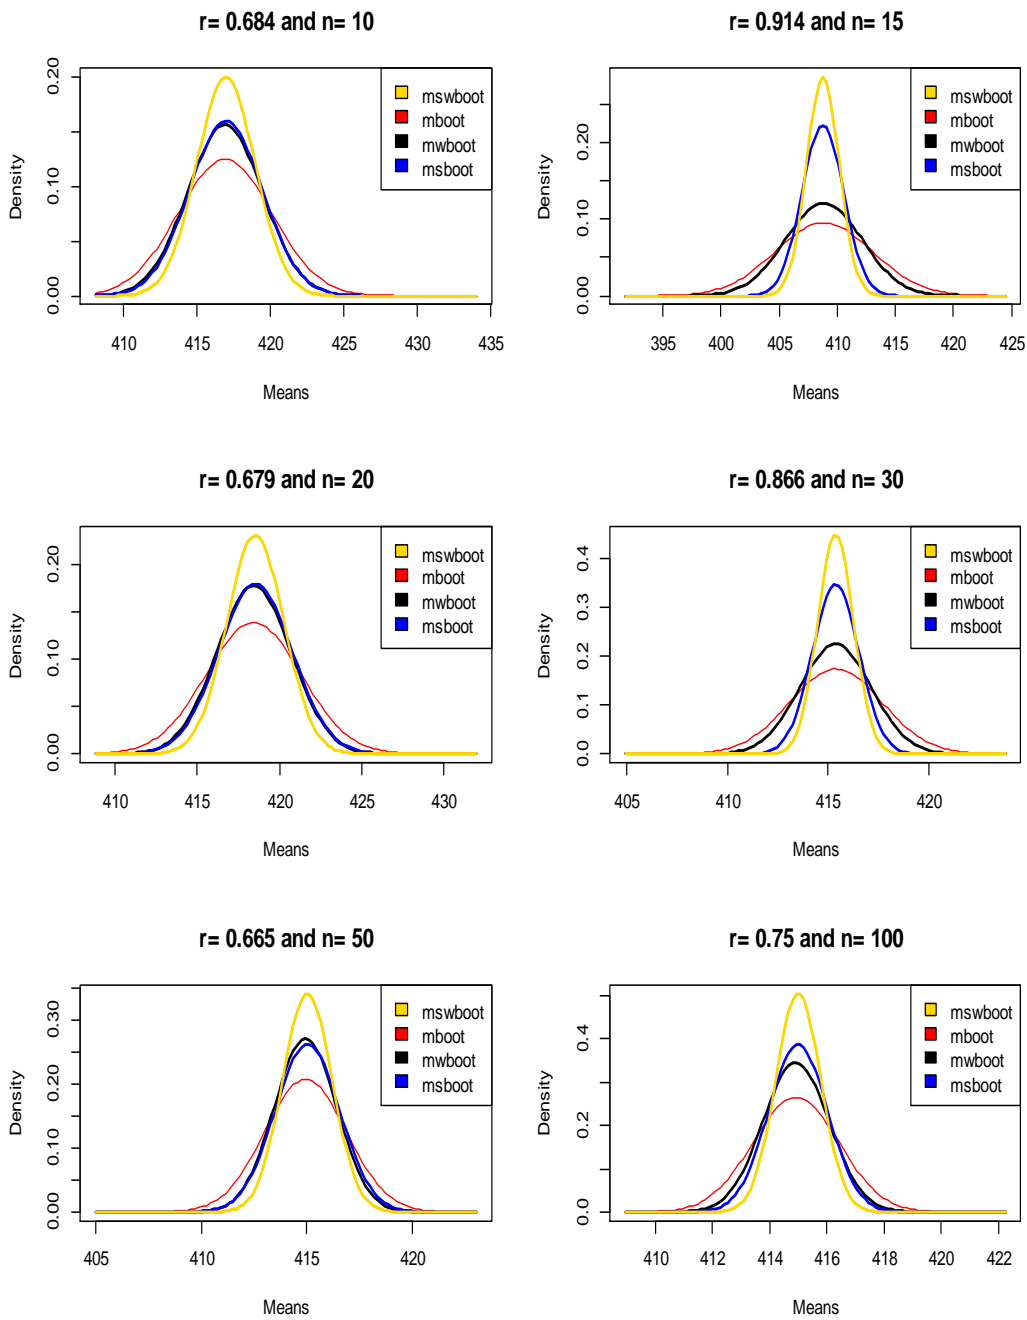 r= 0.684 and n= 10
Density
0.00 0.10 0.20
mswboot
mboot
mwboot
msboot
410 415 420 425 430 435
Means
r= 0.914 and n= 15
Density
0.00 0.10 0.20
mswboot
mboot
mwboot
msboot
395 400 405 410 415 420 425
Means
r= 0.679 and n= 20
Density
0.00 0.10 0.20
mswboot
mboot
mwboot
msboot
410 415 420 425 430
Means
r= 0.866 and n= 30
Density
0.0 0.1 0.2 0.3 0.4
mswboot
mboot
mwboot
msboot
405 410 415 420
Means
r= 0.665 and n= 50
Density
0.00 0.10 0.20 0.30
mswboot
mboot
mwboot
msboot
405 410 415 420
Means
r= 0.75 and n= 100
Density
0.0 0.2 0.4
mswboot
mboot
mwboot
msboot
410 412 414 416 418 420 422
Means